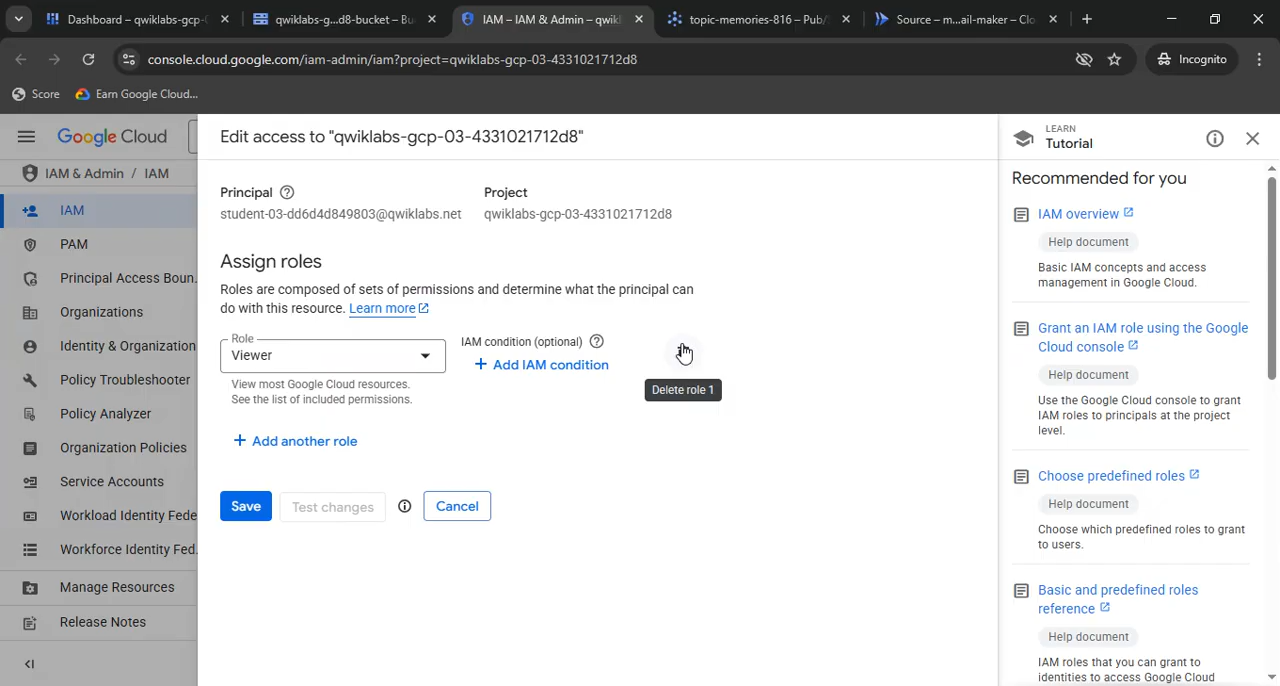 Dashboard – qwiklabs-gcp-0
qwiklabs-g...d8-bucket – Bu
IAM – IAM & Admin – qwikl
topic-memories-816 – Pub/
Source – m...ail-maker – Clo
console.cloud.google.com/iam-admin/iam?project=qwiklabs-gcp-03-4331021712d8
Incognito
Score
Earn Google Cloud...
Google Cloud
IAM & Admin / IAM
IAM
PAM
Principal Access Boun...
Organizations
Identity & Organization
Policy Troubleshooter
Policy Analyzer
Organization Policies
Service Accounts
Workload Identity Fede
Workforce Identity Fed...
Manage Resources
Release Notes
Edit access to "qwiklabs-gcp-03-4331021712d8"
Principal
Project
student-03-dd6d4d849803@qwiklabs.net
qwiklabs-gcp-03-4331021712d8
Assign roles
Roles are composed of sets of permissions and determine what the principal can
do with this resource. Learn more
Role
Viewer
IAM condition (optional)
+ Add IAM condition
View most Google Cloud resources.
See the list of included permissions.
Delete role 1
+ Add another role
Save
Test changes
Cancel
LEARN
Tutorial
Recommended for you
IAM overview
Help document
Basic IAM concepts and access
management in Google Cloud.
Grant an IAM role using the Google
Cloud console
Help document
Use the Google Cloud console to grant
IAM roles to principals at the project
level.
Choose predefined roles
Help document
Choose which predefined roles to grant
to users.
Basic and predefined roles
reference
Help document
IAM roles that you can grant to
identities to access Google Cloud